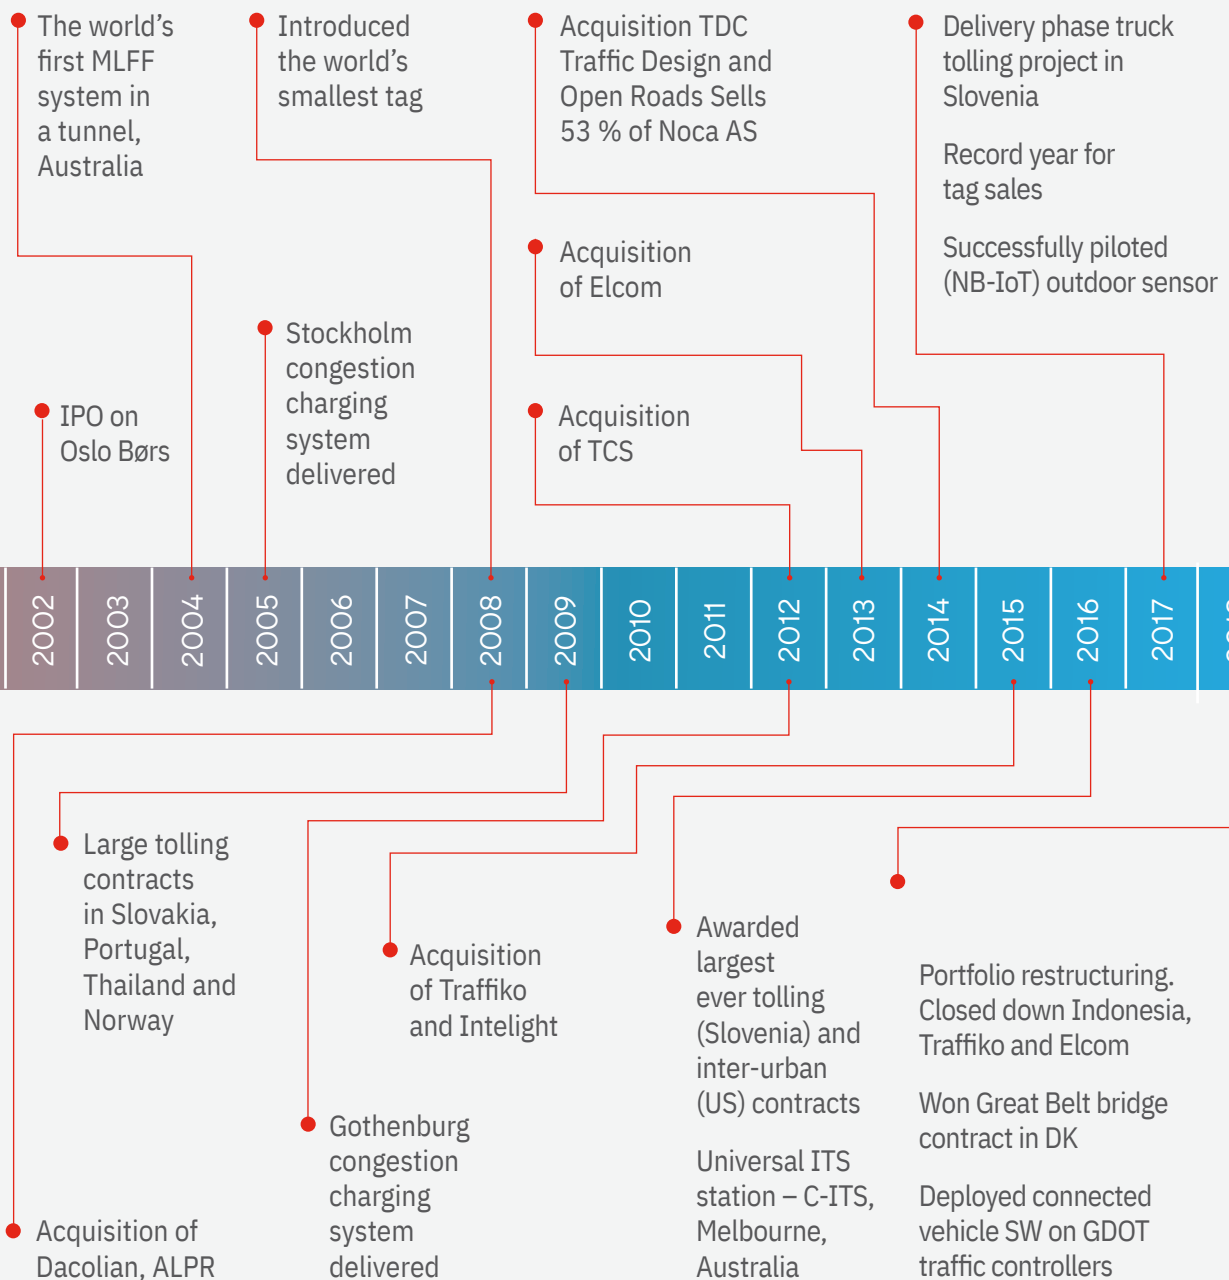 The world's
first MLFF
system in
a tunnel,
Australia
Introduced
the world's
smallest tag
Acquisition TDC
Traffic Design and
Open Roads Sells
53 % of Noca AS
Delivery phase truck
tolling project in
Slovenia
Record year for
tag sales
Successfully piloted
(NB-IoT) outdoor sensor
Acquisition
of Elcom
Stockholm
congestion
charging
system
delivered
IPO on
Oslo Børs
Acquisition
of TCS
2002
2003
2004
2005
2006
2007
2008
2009
2010
2011
2012
2013
2014
2015
2016
2017
Large tolling
contracts
in Slovakia,
Portugal,
Thailand and
Norway
Acquisition
of Traffiko
and Intelight
Awarded
largest
ever tolling
(Slovenia) and
inter-urban
(US) contracts
Universal ITS
station – C-ITS,
Melbourne,
Australia
Portfolio restructuring.
Closed down Indonesia,
Traffiko and Elcom
Won Great Belt bridge
contract in DK
Deployed connected
vehicle SW on GDOT
traffic controllers
Gothenburg
congestion
charging
system
delivered
Acquisition of
Dacolian, ALPR